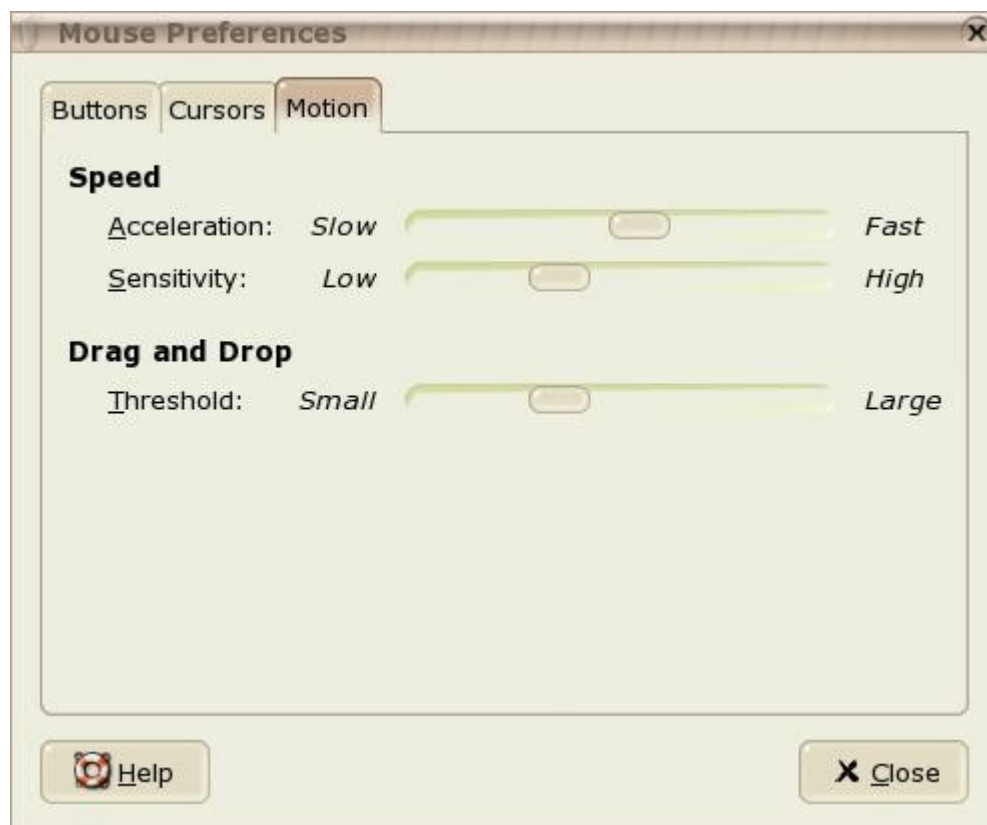 Mouse Preferences
Buttons Cursors Motion
Speed
Acceleration: Slow Fast
Sensitivity: Low High
Drag and Drop
Threshold: Small Large
Help Close